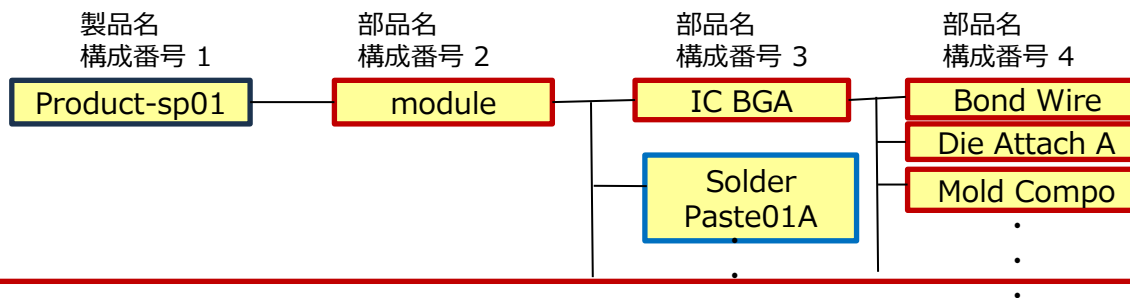 製品名
構成番号 1
部品名
構成番号 2
部品名
構成番号 3
部品名
構成番号 4
Product-sp01
module
IC BGA
Bond Wire
Die Attach A
Solder
Paste01A
Mold Compo